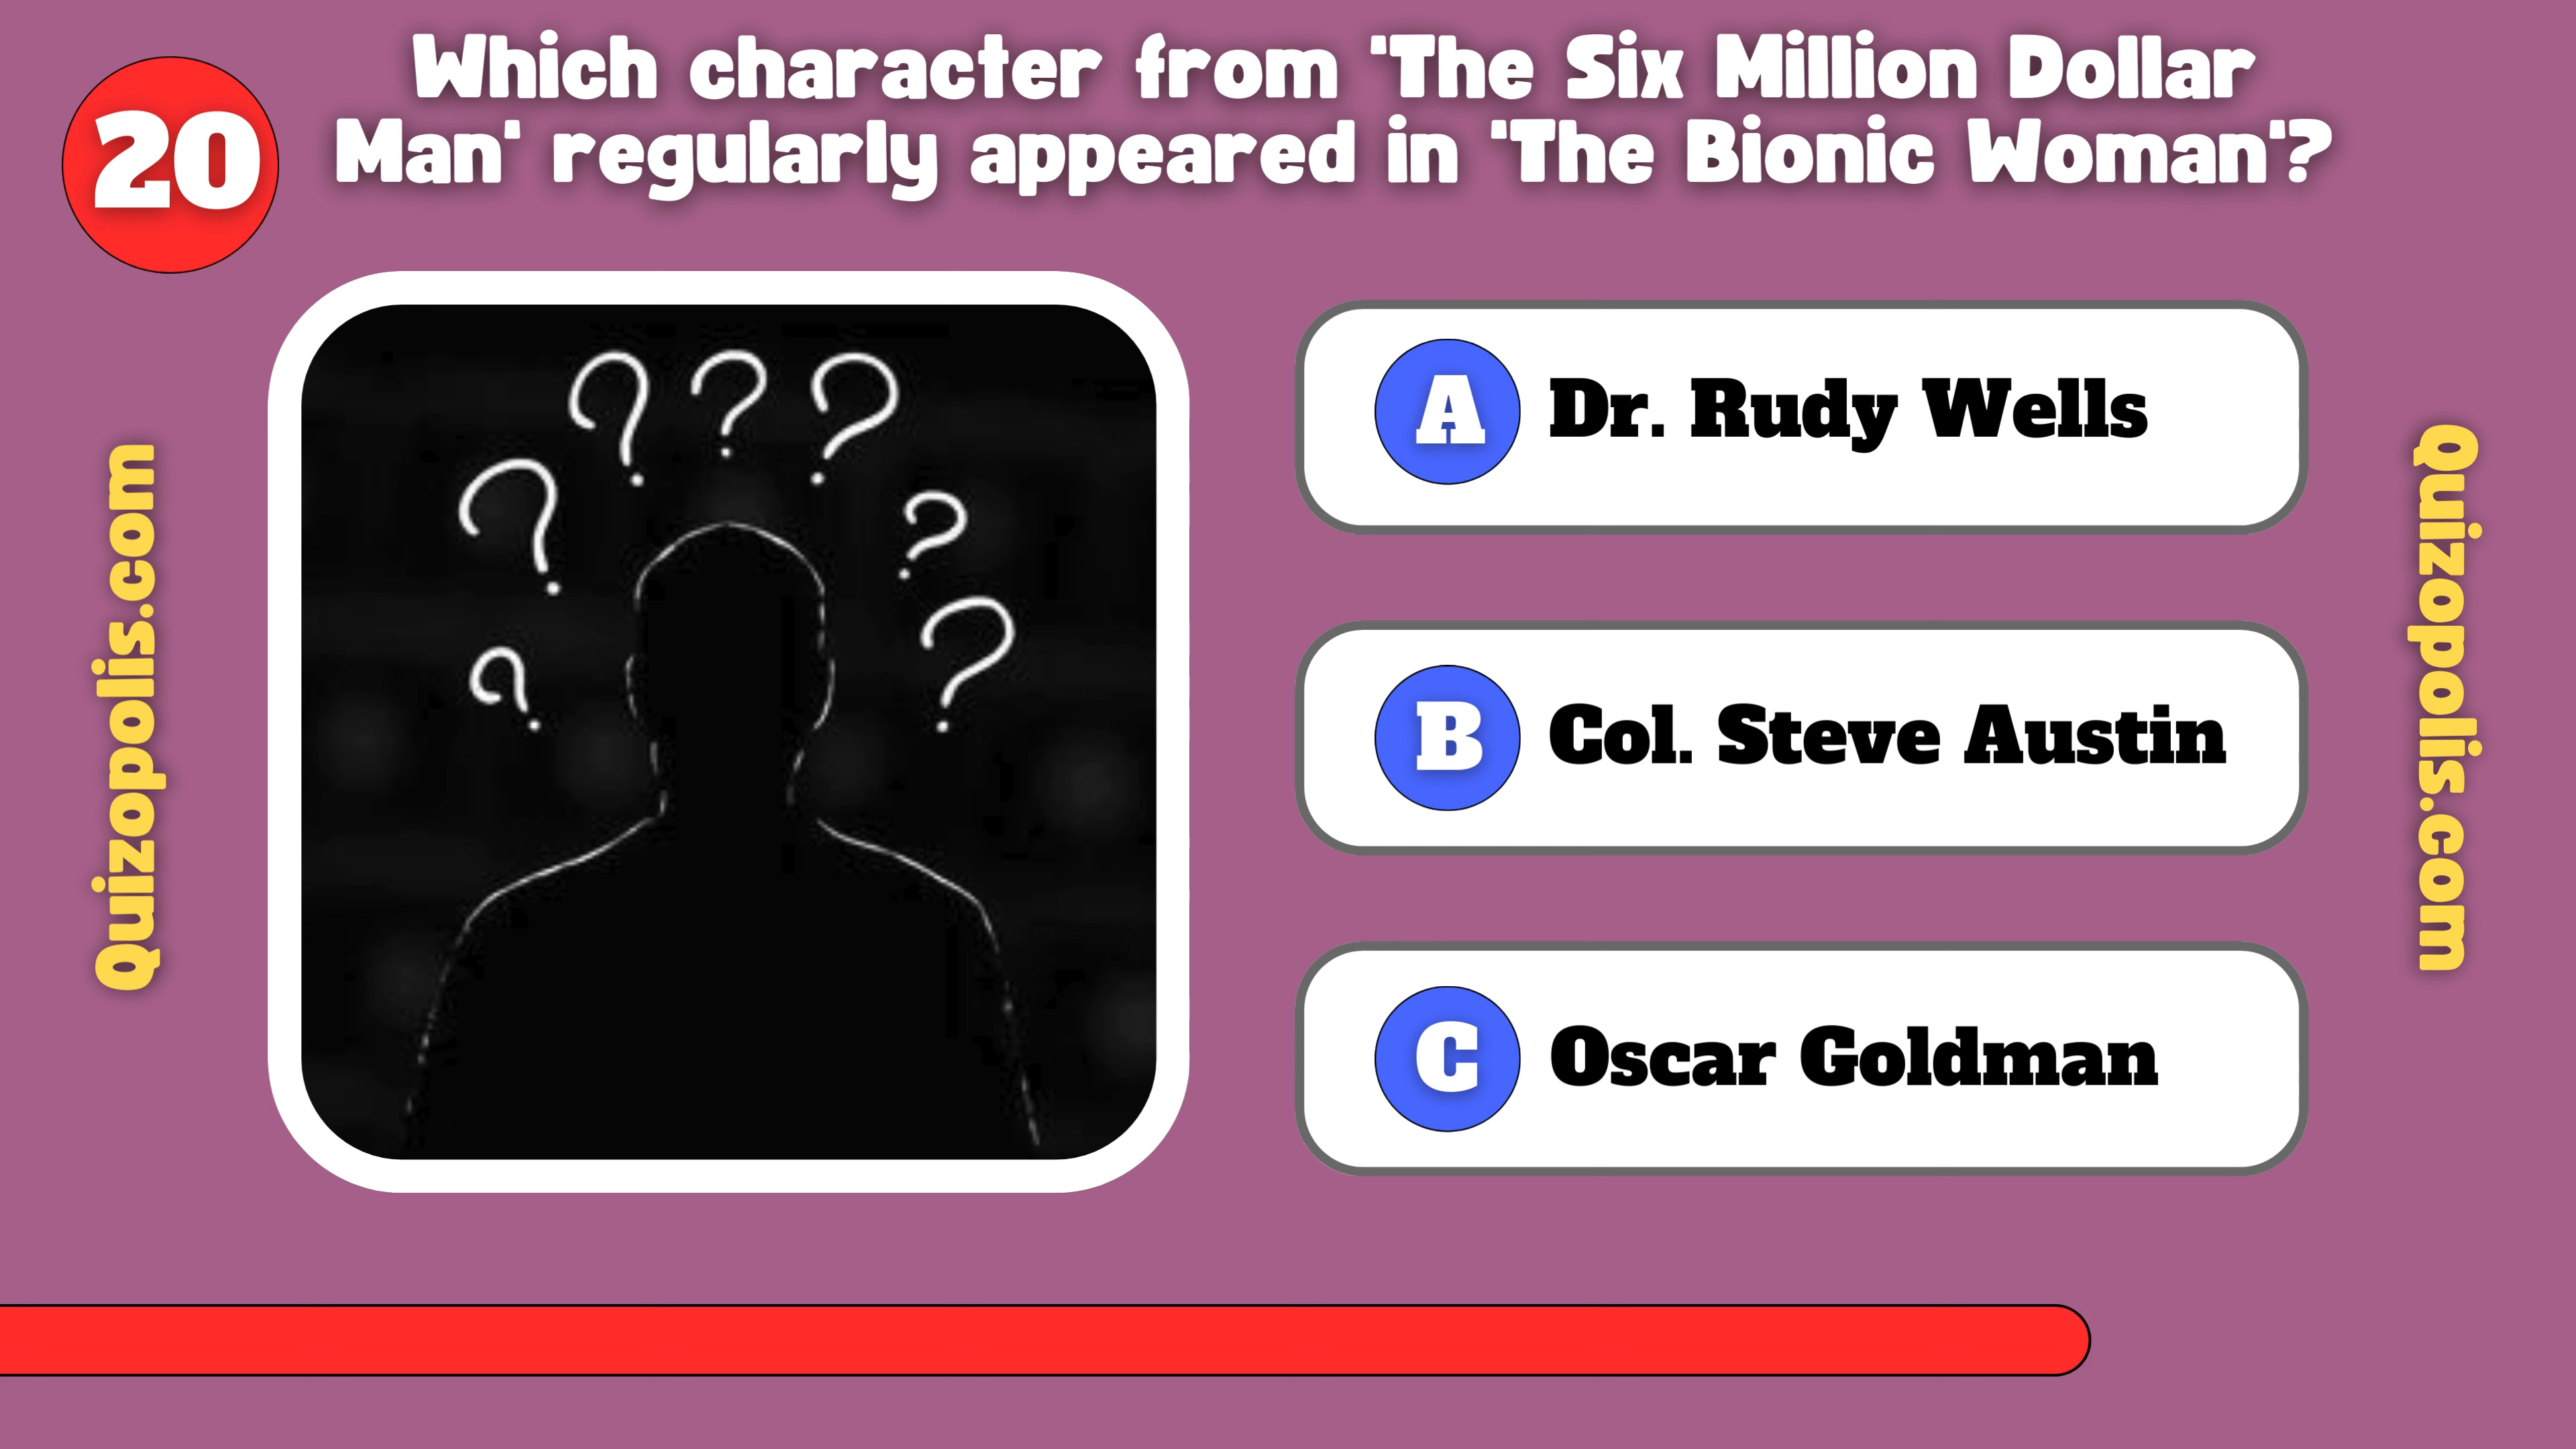 20
Which character from 'The Six Million Dollar
Man' regularly appeared in 'The Bionic Woman'?
Quizopolis.com
? ? ? ? ? ? ?
A Dr. Rudy Wells
B Col. Steve Austin
C Oscar Goldman
Quizopolis.com